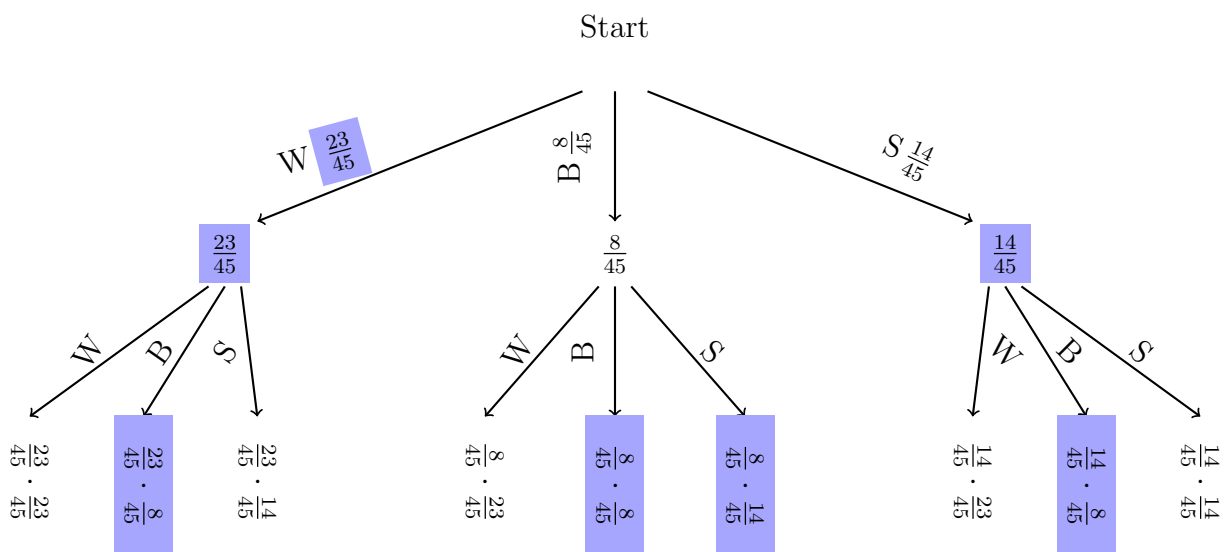 Start
W 23/45
B 8/45
S 14/45
23/45
8/45
14/45
W B S
W B S
W B S
23/45 · 23/45
23/45 · 8/45
23/45 · 14/45
8/45 · 23/45
8/45 · 8/45
8/45 · 14/45
14/45 · 23/45
14/45 · 8/45
14/45 · 14/45